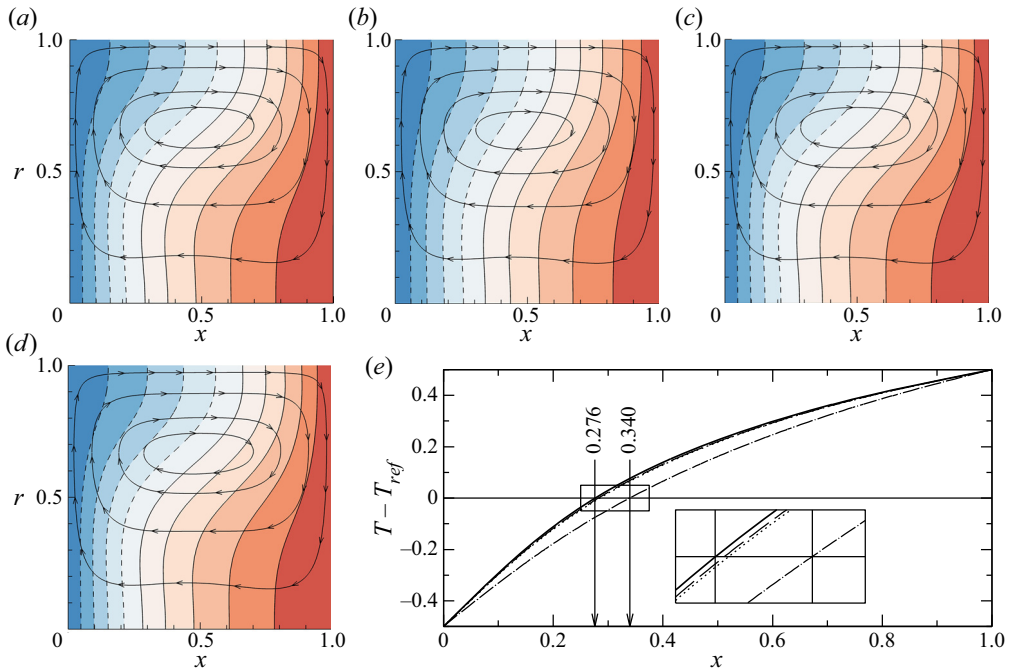 (a) (b) (c)
1.0 1.0 1.0
r 0.5 0.5 0.5
0 0.5 1.0 0 0.5 1.0 0 0.5 1.0
x x x
(d)
1.0
r 0.5
0 0.5 1.0
x
(e)
0.4
0.2
0
–0.2
–0.4
T – Tref
0.276
0.340
0 0.2 0.4 0.6 0.8 1.0
x